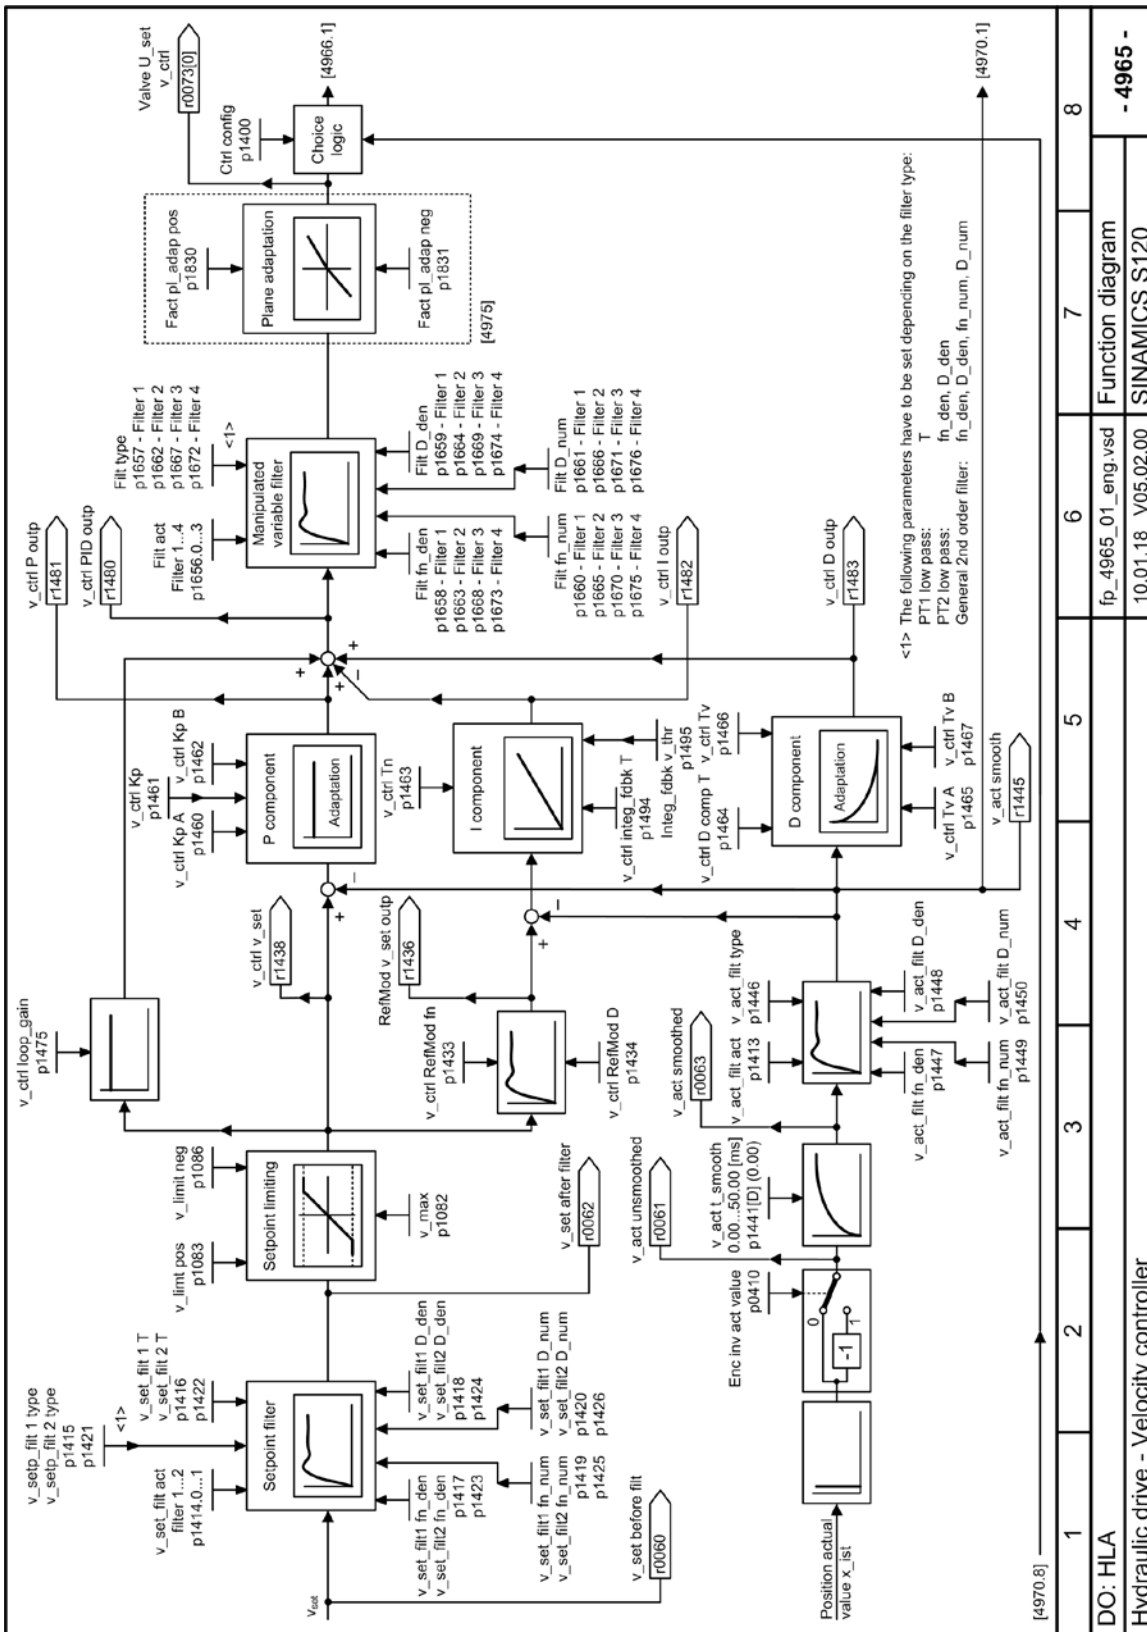 v_setp_filt 1 type
v_setp_filt 2 type
p1415
p1421
<1>
v_set_filt act
filter 1...2
p1414.0...1
v_set_filt 1 T
v_set_filt 2 T
p1416
p1422
Setpoint filter
v_set_filt1 fn_den
v_set_filt2 fn_den
p1417
p1423
v_set_filt1 D_den
v_set_filt2 D_den
p1418
p1424
v_set_filt1 fn_num
v_set_filt2 fn_num
p1419
p1425
v_set_filt1 D_num
v_set_filt2 D_num
p1420
p1426
vset
v_set before filt
r0060
v_limt pos
p1083
v_limit neg
p1086
Setpoint limiting
v_max
p1082
v_set after filter
r0062
v_ctrl loop_gain
p1475
v_ctrl v_set
r1438
RefMod v_set outp
r1436
v_ctrl RefMod fn
p1433
v_ctrl RefMod D
p1434
v_ctrl Kp
p1461
v_ctrl Kp A
p1460
v_ctrl Kp B
p1462
P component
Adaptation
v_ctrl Tn
p1463
I component
v_ctrl integ_fdbk T
p1494
Integ_fdbk v_thr
p1495
v_ctrl D comp T
p1464
v_ctrl Tv
p1466
D component
Adaptation
v_ctrl Tv A
p1465
v_ctrl Tv B
p1467
v_act smooth
r1445
+
–
+
–
+
+
–
+
v_ctrl P outp
r1481
v_ctrl PID outp
r1480
v_ctrl I outp
r1482
v_ctrl D outp
r1483
Filt act
Filter 1...4
p1656.0...3
Filt type
p1657 - Filter 1
p1662 - Filter 2
p1667 - Filter 3
p1672 - Filter 4
<1>
Manipulated
variable filter
Filt fn_den
p1658 - Filter 1
p1663 - Filter 2
p1668 - Filter 3
p1673 - Filter 4
Filt D_den
p1659 - Filter 1
p1664 - Filter 2
p1669 - Filter 3
p1674 - Filter 4
Filt fn_num
p1660 - Filter 1
p1665 - Filter 2
p1670 - Filter 3
p1675 - Filter 4
Filt D_num
p1661 - Filter 1
p1666 - Filter 2
p1671 - Filter 3
p1676 - Filter 4
Fact pl_adap pos
p1830
Plane adaptation
Fact pl_adap neg
p1831
[4975]
Valve U_set
v_ctrl
r0073[0]
Ctrl config
p1400
Choice
logic
[4966.1]
[4970.1]
Position actual
value x_ist
Enc inv act value
p0410
0
1
-1
v_act unsmoothed
r0061
v_act t_smooth
0.00...50.00 [ms]
p1441[D] (0.00)
v_act smoothed
r0063
v_act_filt act
p1413
v_act_filt type
p1446
v_act_filt fn_den
p1447
v_act_filt D_den
p1448
v_act_filt fn_num
p1449
v_act_filt D_num
p1450
<1> The following parameters have to be set depending on the filter type:
PT1 low pass: T
PT2 low pass: fn_den, D_den
General 2nd order filter: fn_den, D_den, fn_num, D_num
[4970.8]
1 2 3 4 5 6 7 8
DO: HLA
fp_4965_01_eng.vsd
Function diagram
- 4965 -
Hydraulic drive - Velocity controller
10.01.18 V05.02.00
SINAMICS S120